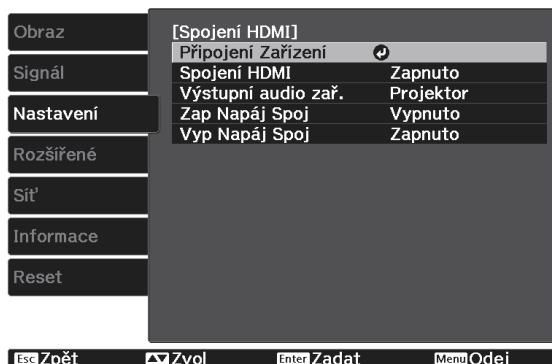 Obraz
Signál
Nastavení
Rozšířené
Síť
Informace
Reset
[Spojení HDMI]
Připojení Zařízení
Spojení HDMI Zapnuto
Výstupní audio zař. Projektor
Zap Napáj Spoj Vypnuto
Vyp Napáj Spoj Zapnuto
Esc Zpět Zvol Enter Zadat Menu Odej